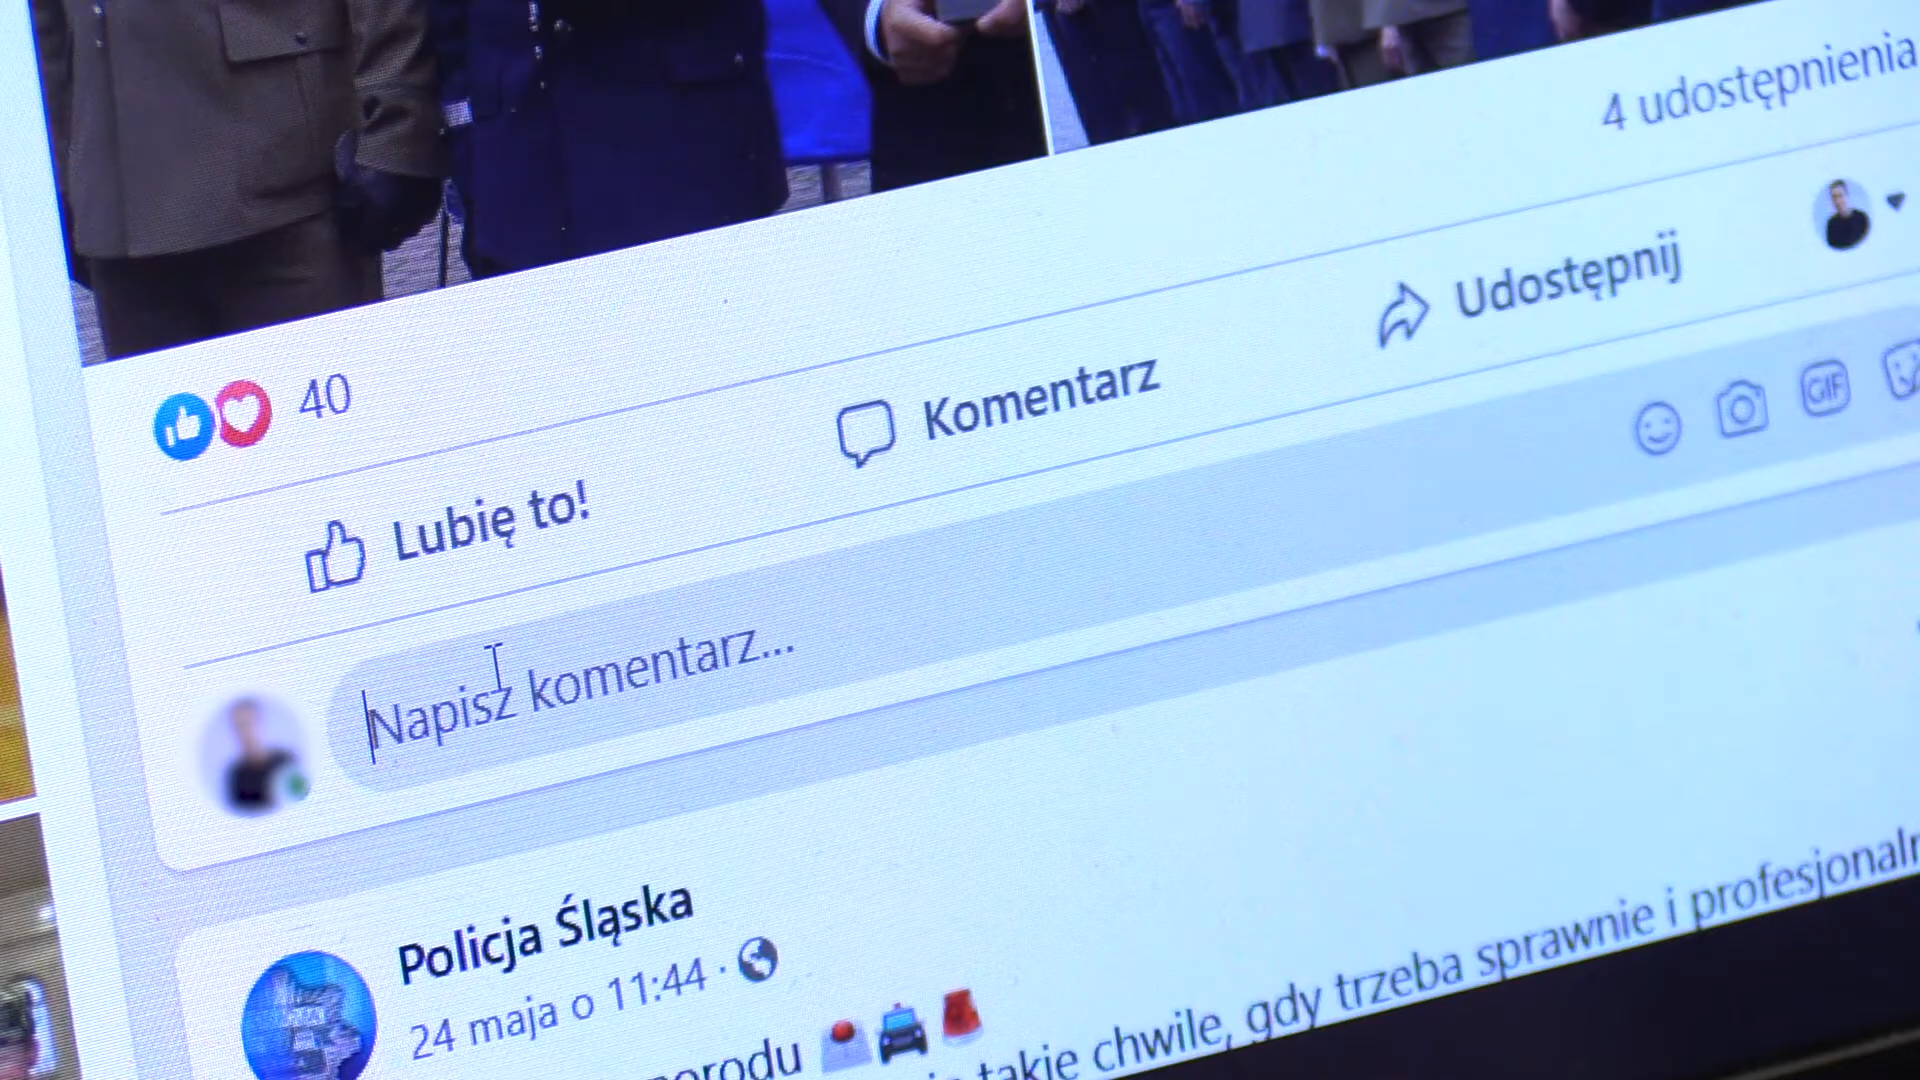 4 udostępnienia
40
Lubię to!
Komentarz
Udostępnij
GIF
Napisz komentarz...
Policja Śląska
24 maja o 11:44 ·
takie chwile, gdy trzeba sprawnie i